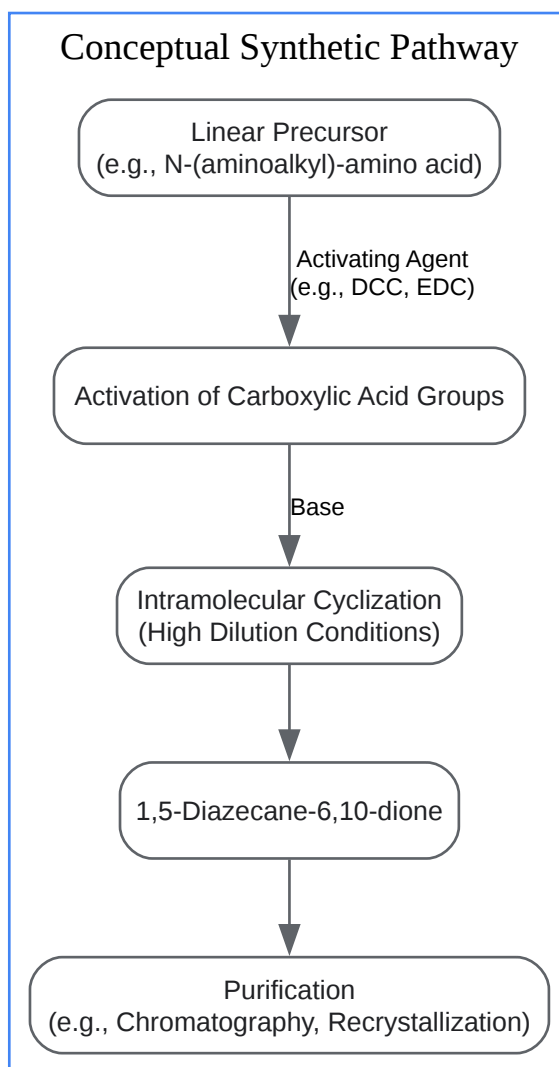 Conceptual Synthetic Pathway
Linear Precursor
(e.g., N-(aminoalkyl)-amino acid)
Activating Agent
(e.g., DCC, EDC)
Activation of Carboxylic Acid Groups
Base
Intramolecular Cyclization
(High Dilution Conditions)
1,5-Diazecane-6,10-dione
Purification
(e.g., Chromatography, Recrystallization)